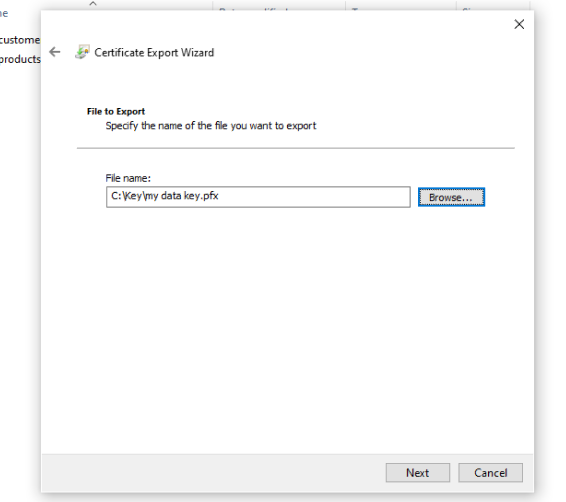 custome
products
Certificate Export Wizard
File to Export
Specify the name of the file you want to export
File name:
C:\Key\my data key.pfx
Browse...
Next
Cancel